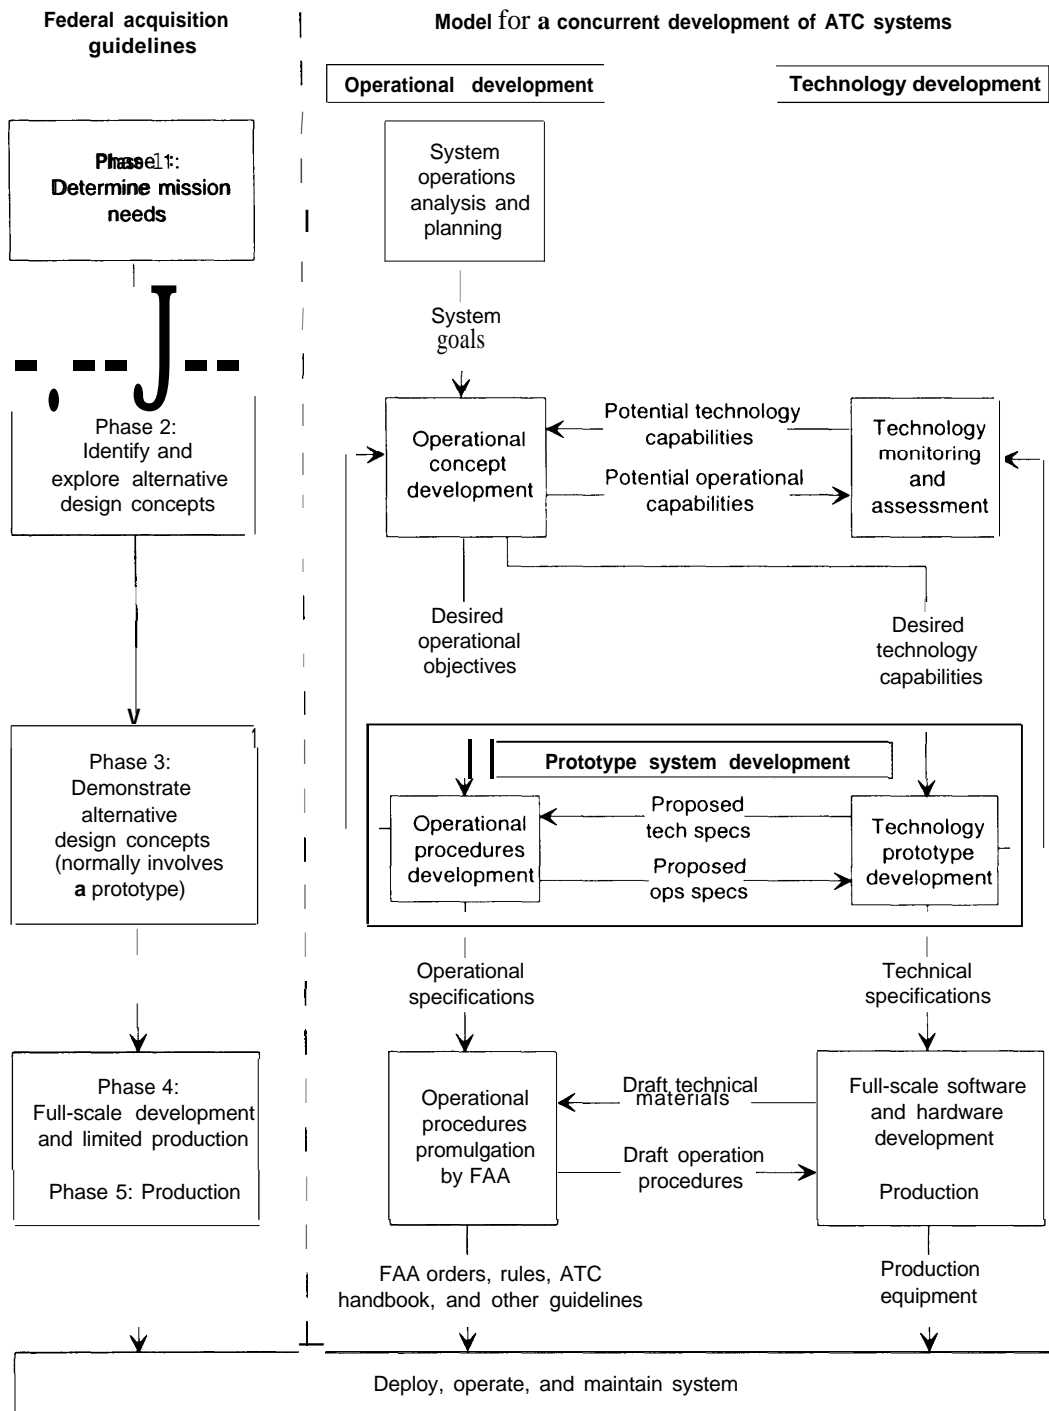 Federal acquisition
guidelines
Model for a concurrent development of ATC systems
Operational development
Technology development
Phase 1:
Determine mission
needs
System
operations
analysis and
planning
System
goals
Phase 2:
Identify and
explore alternative
design concepts
Operational
concept
development
Potential technology
capabilities
Potential operational
capabilities
Technology
monitoring
and
assessment
Desired
operational
objectives
Desired
technology
capabilities
Phase 3:
Demonstrate
alternative
design concepts
(normally involves
a prototype)
Prototype system development
Operational
procedures
development
Proposed
tech specs
Proposed
ops specs
Technology
prototype
development
Operational
specifications
Technical
specifications
Phase 4:
Full-scale development
and limited production
Phase 5: Production
Operational
procedures
promulgation
by FAA
Draft technical
materials
Draft operation
procedures
Full-scale software
and hardware
development
Production
FAA orders, rules, ATC
handbook, and other guidelines
Production
equipment
Deploy, operate, and maintain system